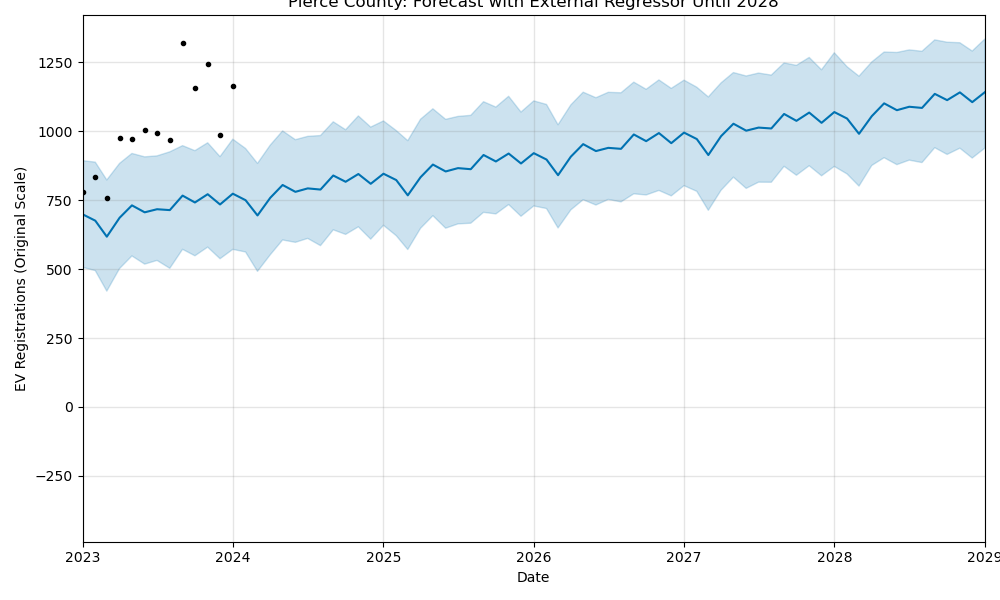 Pierce County: Forecast with External Regressor Until 2028
EV Registrations (Original Scale)
1250
1000
750
500
250
0
−250
2023 2024 2025 2026 2027 2028 2029
Date